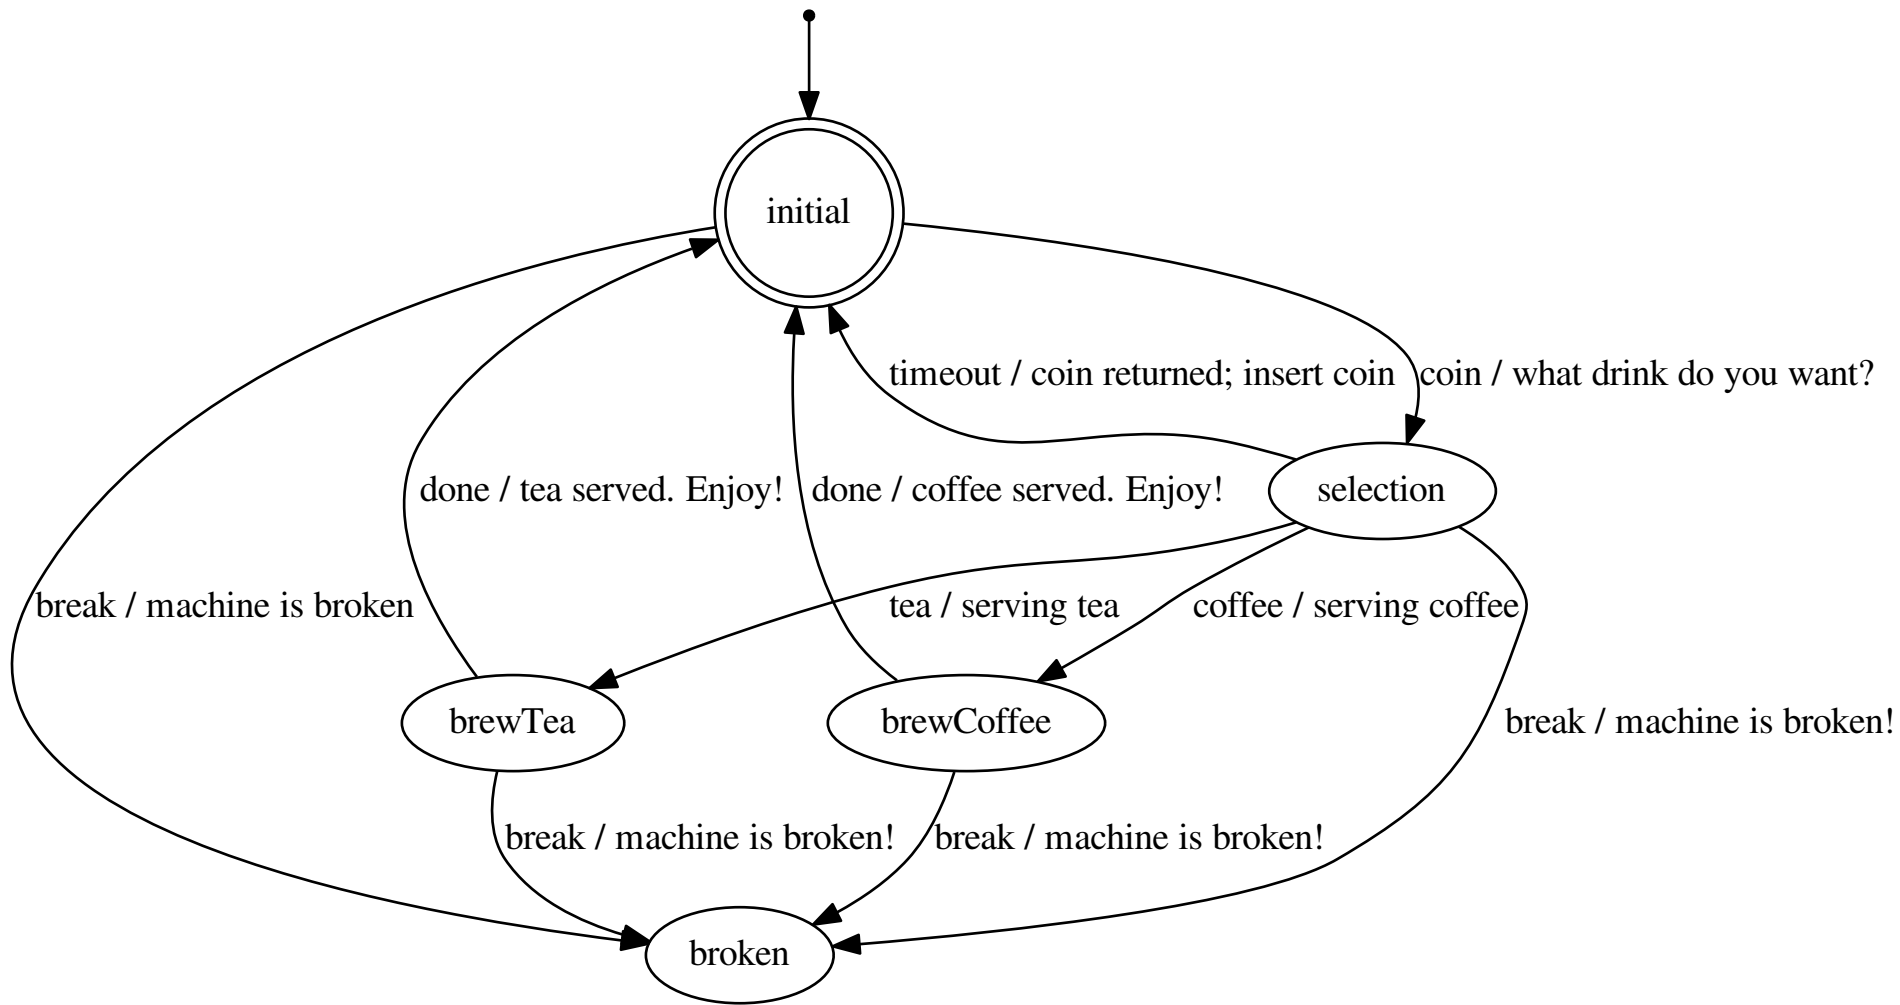 initial
timeout / coin returned; insert coin
coin / what drink do you want?
done / tea served. Enjoy!
done / coffee served. Enjoy!
selection
break / machine is broken
tea / serving tea
coffee / serving coffee
brewTea
brewCoffee
break / machine is broken!
break / machine is broken!
break / machine is broken!
broken